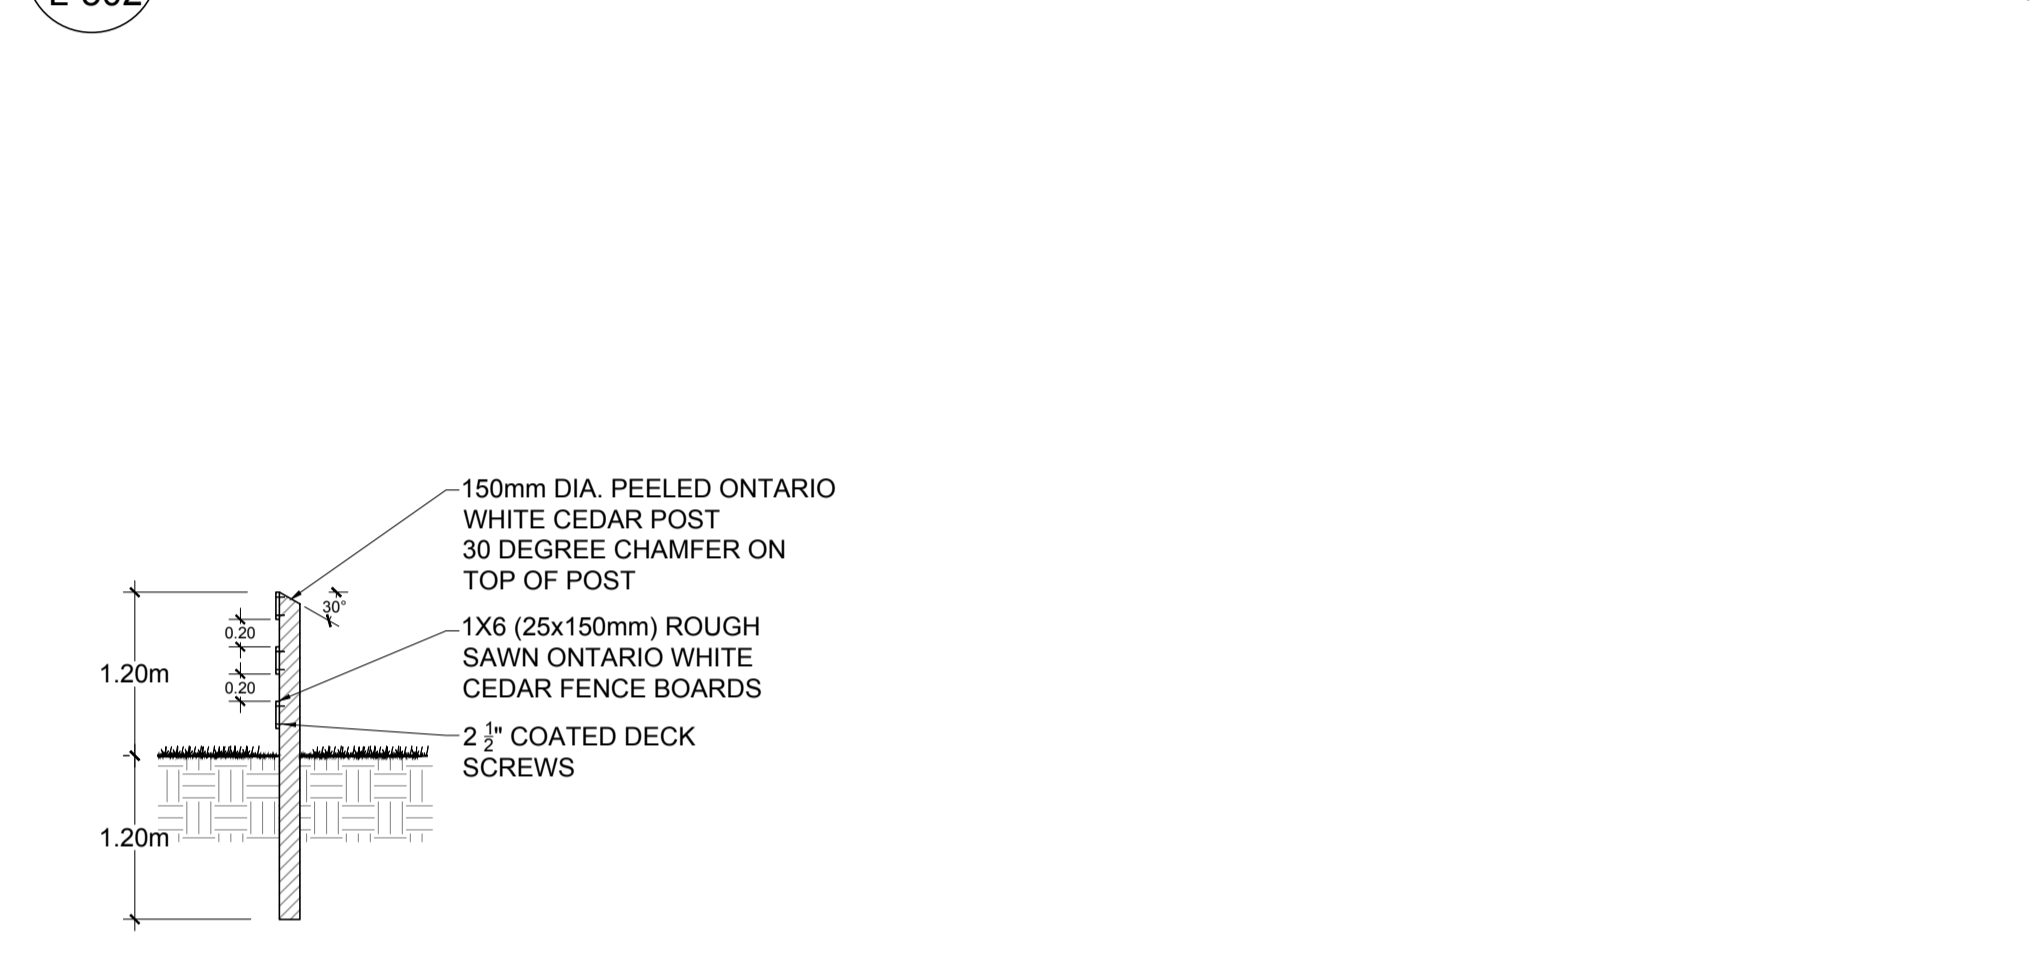 150mm DIA. PEELED ONTARIO
WHITE CEDAR POST
30 DEGREE CHAMFER ON
TOP OF POST
30°
0.20
1X6 (25x150mm) ROUGH
SAWN ONTARIO WHITE
CEDAR FENCE BOARDS
1.20m
0.20
2 1/2" COATED DECK
SCREWS
1.20m